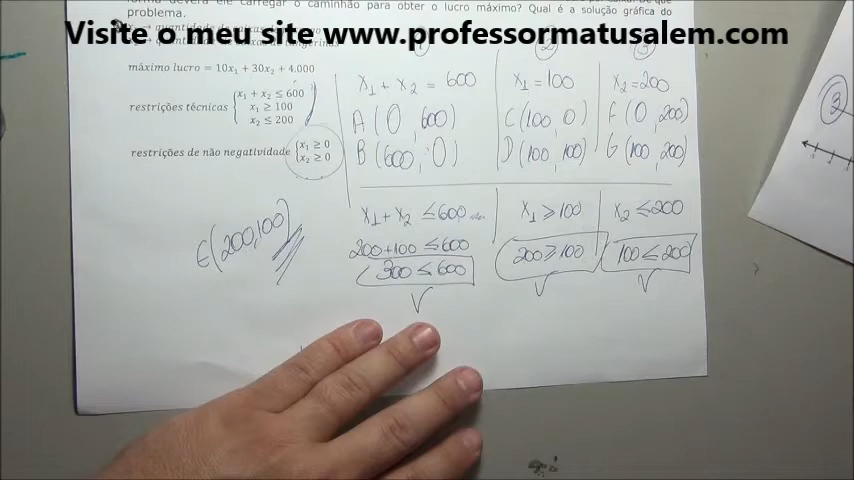 forma deverá ele carregar o caminhão para obter o lucro máximo? Qual é a solução gráfica do
problema.
Visite o meu site www.professormatusalem.com
máximo lucro = 10x₁ + 30x₂ + 4.000
restrições técnicas { x₁ + x₂ ≤ 600
x₁ ≥ 100
x₂ ≤ 200
restrições de não negatividade { x₁ ≥ 0
x₂ ≥ 0
x₁ + x₂ = 600
A (0, 600)
B (600, 0)
2
x₁ = 100
C (100, 0)
D (100, 100)
3
x₂ = 200
F (0, 200)
G (100, 200)
E (200, 100)
x₁ + x₂ ≤ 600
200 + 100 ≤ 600
300 ≤ 600
x₁ ≥ 100
200 ≥ 100
x₂ ≤ 200
100 ≤ 200
3